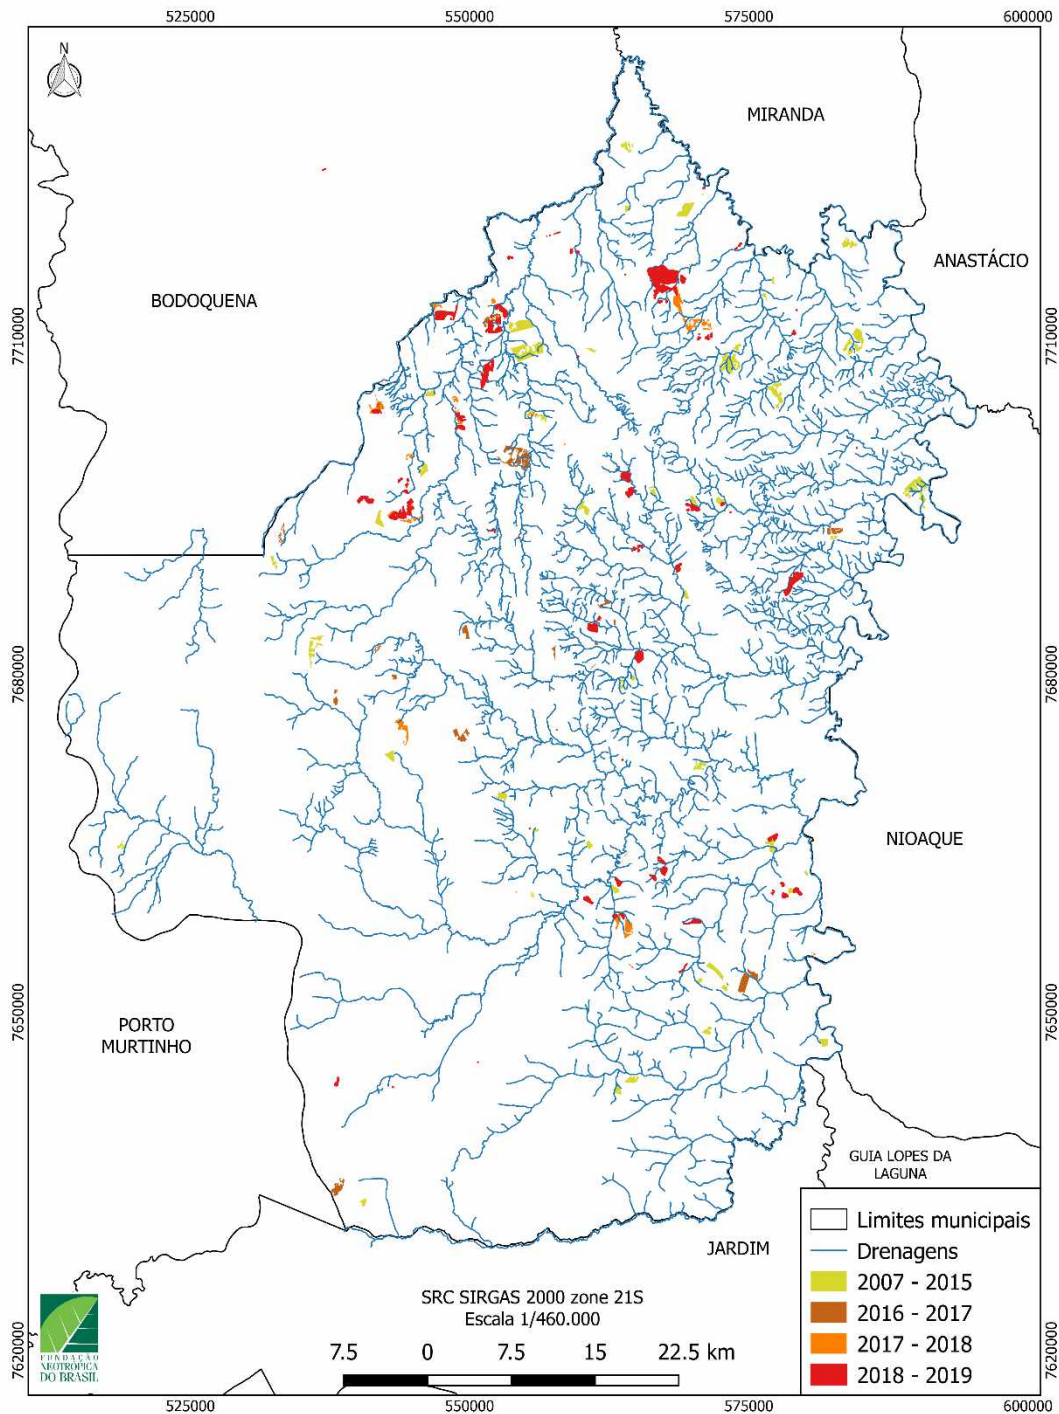 525000
550000
575000
600000
N
MIRANDA
ANASTÁCIO
BODOQUENA
7710000
7710000
7680000
7680000
NIOAQUE
7650000
7650000
PORTO
MURTINHO
GUIA LOPES DA
LAGUNA
JARDIM
Limites municipais
Drenagens
2007 - 2015
2016 - 2017
2017 - 2018
2018 - 2019
SRC SIRGAS 2000 zone 21S
Escala 1/460.000
7.5 0 7.5 15 22.5 km
FUNDAÇÃO
NEOTRÓPICA
DO BRASIL
7620000
7620000
525000
550000
575000
600000